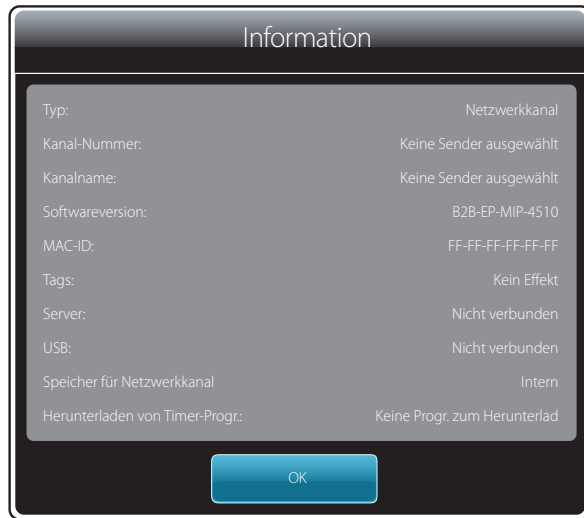 Information
Typ: Netzwerkkanal
Kanal-Nummer: Keine Sender ausgewählt
Kanalname: Keine Sender ausgewählt
Softwareversion: B2B-EP-MIP-4510
MAC-ID: FF-FF-FF-FF-FF-FF
Tags: Kein Effekt
Server: Nicht verbunden
USB: Nicht verbunden
Speicher für Netzwerkkanal Intern
Herunterladen von Timer-Progr.: Keine Progr. zum Herunterlad
OK